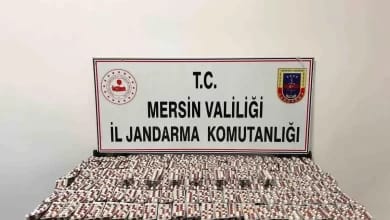 T.C.
MERSİN VALİLİĞİ
İL JANDARMA KOMUTANLIĞI